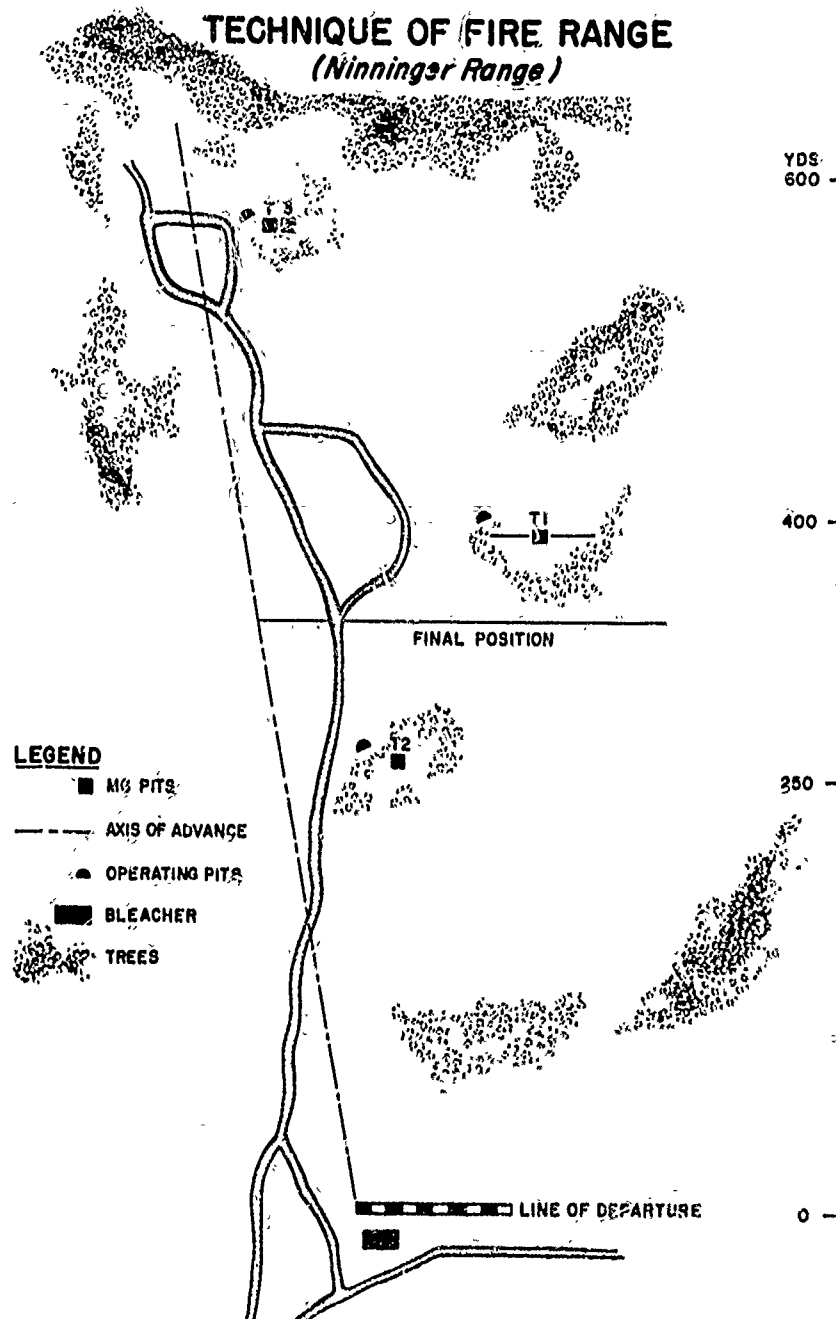 TECHNIQUE OF FIRE RANGE
(Ninninger Range)
YDS
600
T3
400
T1
FINAL POSITION
T2
250
LEGEND
MG PITS
AXIS OF ADVANCE
OPERATING PITS
BLEACHER
TREES
LINE OF DEPARTURE
0